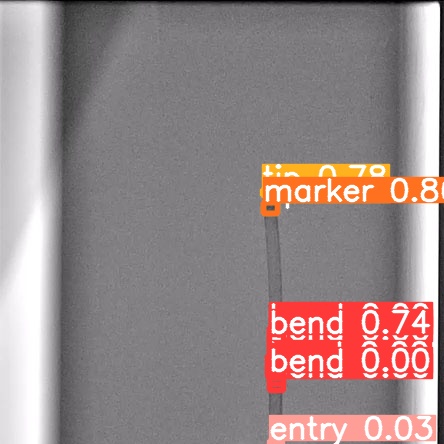 tip 0.78
marker 0.8
bend 0.74
bend 0.00
entry 0.03